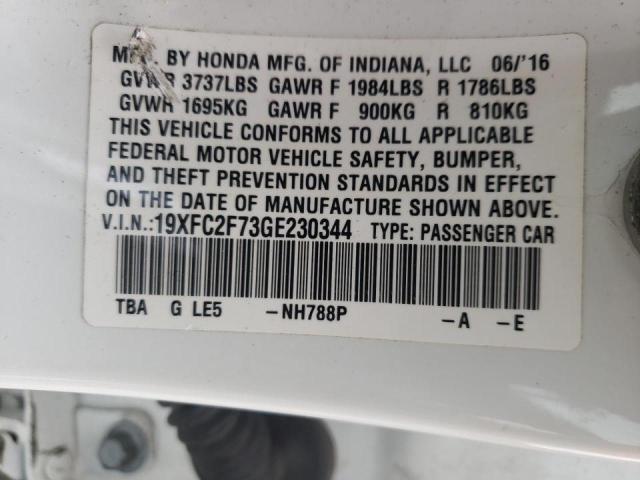 MFG. BY HONDA MFG. OF INDIANA, LLC 06/'16
GVWR 3737LBS GAWR F 1984LBS R 1786LBS
GVWR 1695KG GAWR F 900KG R 810KG
THIS VEHICLE CONFORMS TO ALL APPLICABLE
FEDERAL MOTOR VEHICLE SAFETY, BUMPER,
AND THEFT PREVENTION STANDARDS IN EFFECT
ON THE DATE OF MANUFACTURE SHOWN ABOVE.
V.I.N.:19XFC2F73GE230344 TYPE: PASSENGER CAR
TBA G LE5 -NH788P -A -E